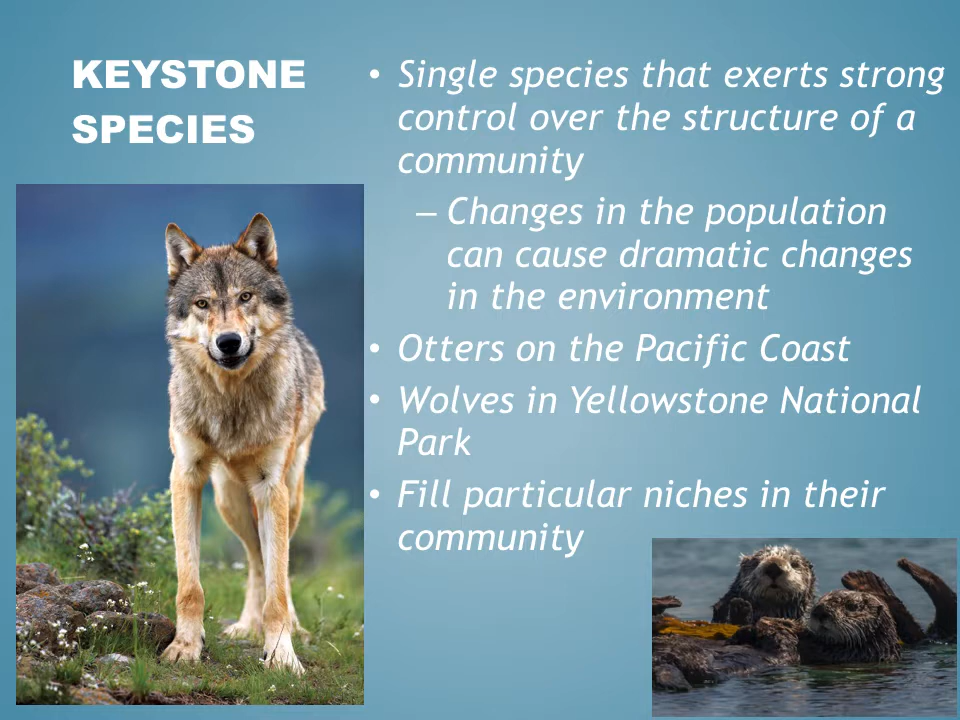 KEYSTONE
SPECIES
• Single species that exerts strong
control over the structure of a
community
– Changes in the population
can cause dramatic changes
in the environment
• Otters on the Pacific Coast
• Wolves in Yellowstone National
Park
• Fill particular niches in their
community